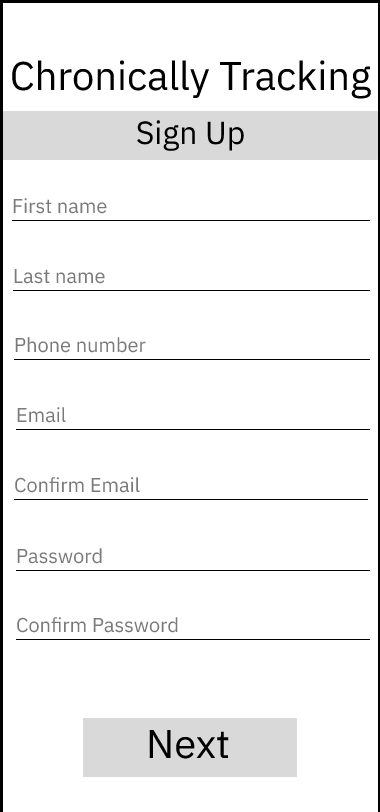 Chronically Tracking
Sign Up
First name
Last name
Phone number
Email
Confirm Email
Password
Confirm Password
Next